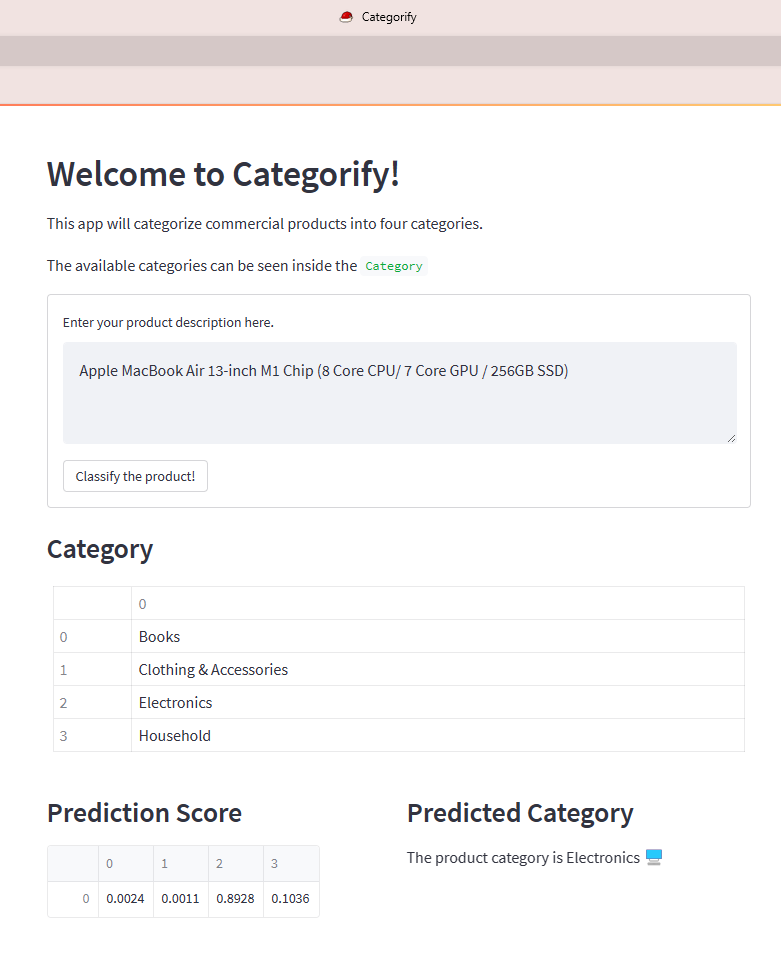 Categorify
Welcome to Categorify!
This app will categorize commercial products into four categories.
The available categories can be seen inside the Category
Enter your product description here.
Apple MacBook Air 13-inch M1 Chip (8 Core CPU/ 7 Core GPU / 256GB SSD)
Classify the product!
Category
0
0 Books
1 Clothing & Accessories
2 Electronics
3 Household
Prediction Score
0 1 2 3
0 0.0024 0.0011 0.8928 0.1036
Predicted Category
The product category is Electronics